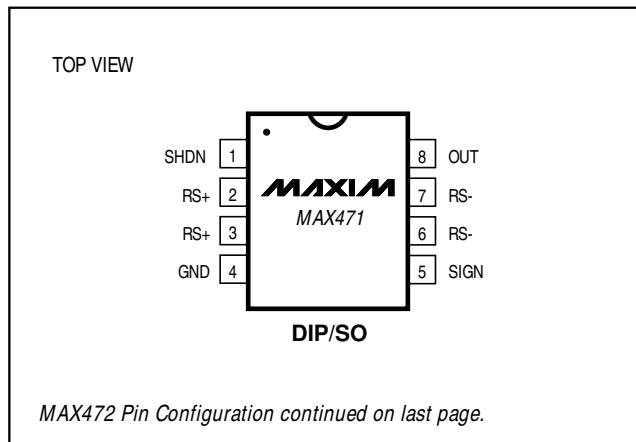 TOP VIEW
SHDN 1 8 OUT
RS+ 2 MAXIM 7 RS-
MAX471
RS+ 3 6 RS-
GND 4 5 SIGN
DIP/SO
MAX472 Pin Configuration continued on last page.